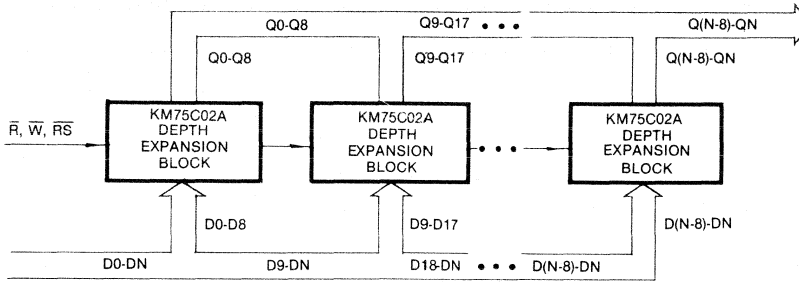 Q0-Q8
Q9-Q17 • • •
Q(N-8)-QN
Q0-Q8
Q9-Q17
Q(N-8)-QN
R̅, W̅, R̅S̅
KM75C02A
DEPTH
EXPANSION
BLOCK
KM75C02A
DEPTH
EXPANSION
BLOCK
• • •
KM75C02A
DEPTH
EXPANSION
BLOCK
D0-D8
D9-D17
D(N-8)-DN
D0-DN
D9-DN
D18-DN • • • D(N-8)-DN